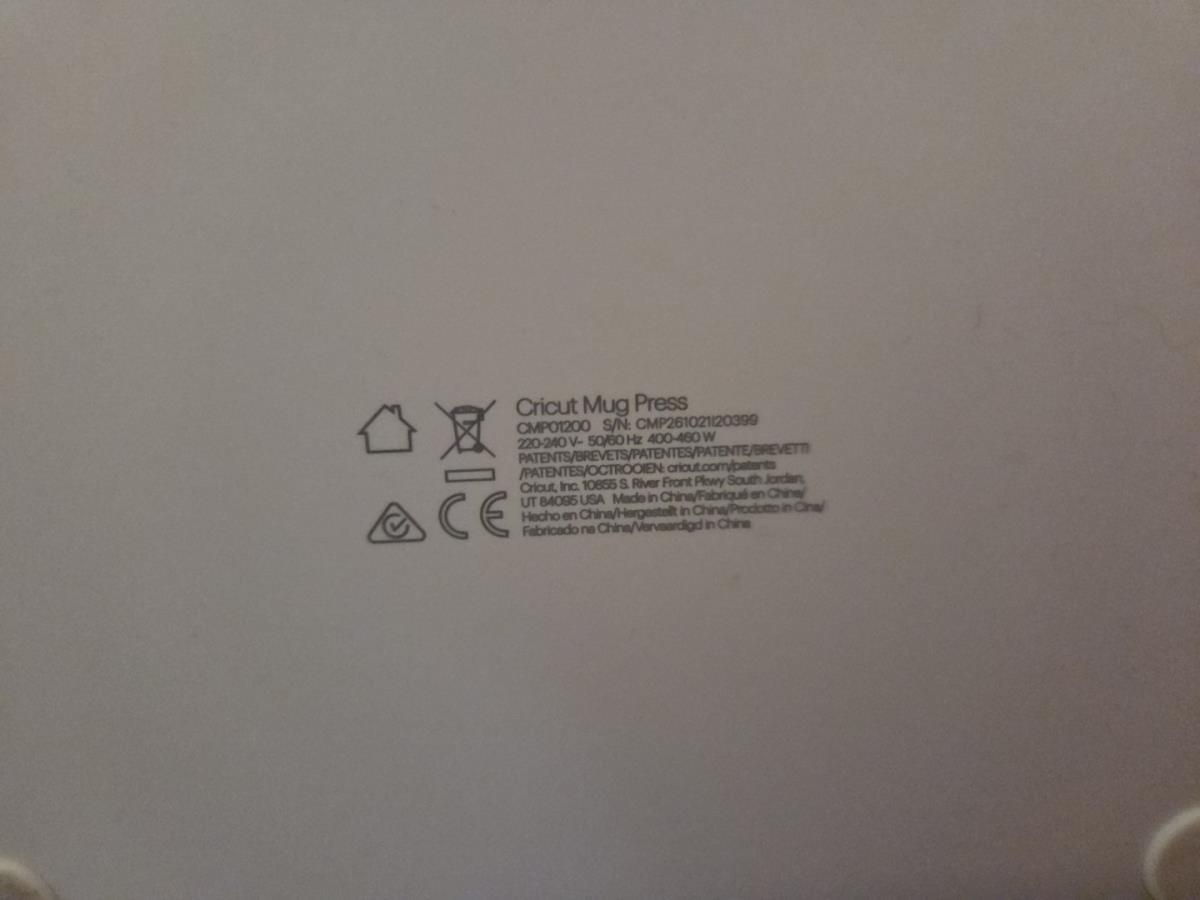 Cricut Mug Press
CMP01200 S/N: CMP261021I20399
220-240 V~ 50/60 Hz 400-460 W
PATENTS/BREVETS/PATENTES/PATENTE/BREVETTI
/PATENTES/OCTROOIEN: cricut.com/patents
Cricut, Inc. 10855 S. River Front Pkwy South Jordan,
UT 84095 USA Made in China/Fabriqué en China/
Hecho en China/Hergestellt in China/Prodotto in Cina/
Fabricado na China/Vervaardigd in China
CE